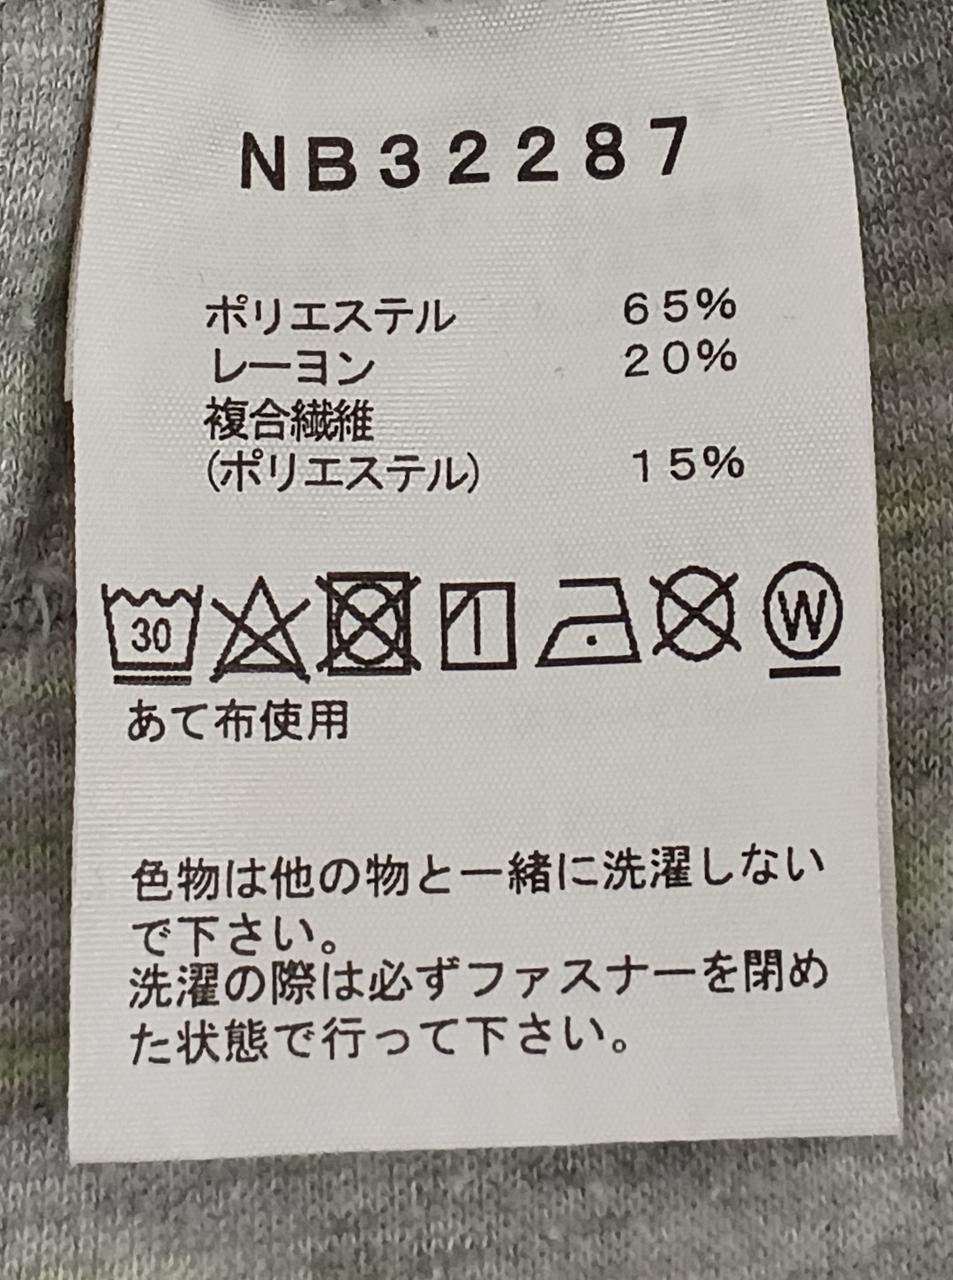 NB32287
ポリエステル 65%
レーヨン 20%
複合繊維
(ポリエステル) 15%
30 W
あて布使用
色物は他の物と一緒に洗濯しない
で下さい。
洗濯の際は必ずファスナーを閉め
た状態で行って下さい。